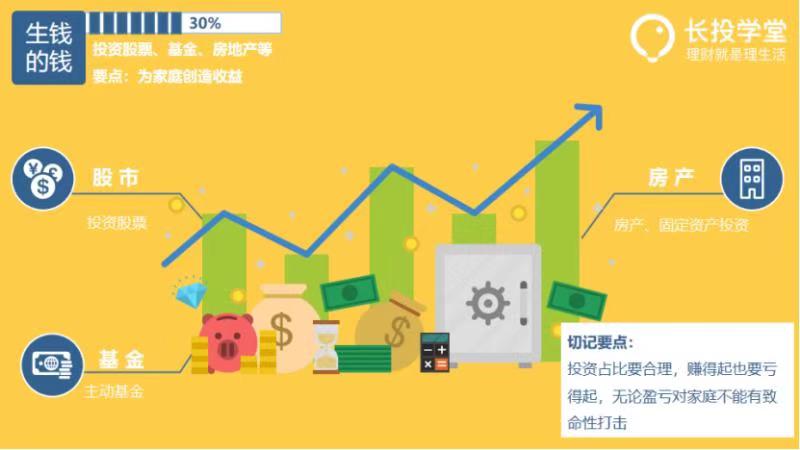 生钱
的钱
30%
投资股票、基金、房地产等
要点：为家庭创造收益
长投学堂
理财就是理生活
股市
投资股票
房产
房产、固定资产投资
基金
主动基金
切记要点：
投资占比要合理，赚得起也要亏
得起，无论盈亏对家庭不能有致
命性打击